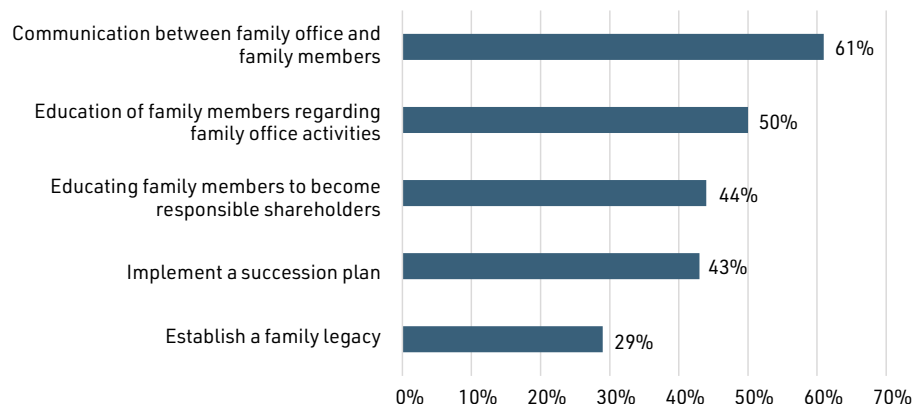 Communication between family office and
family members
61%
Education of family members regarding
family office activities
50%
Educating family members to become
responsible shareholders
44%
Implement a succession plan
43%
Establish a family legacy
29%
0% 10% 20% 30% 40% 50% 60% 70%